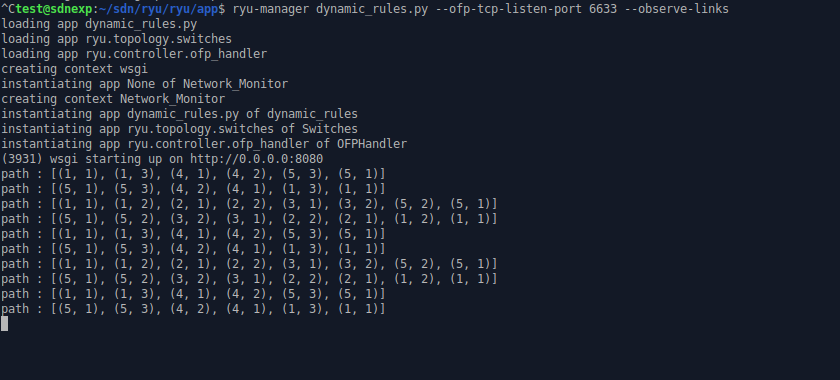 ^Ctest@sdnexp:~/sdn/ryu/ryu/app$ ryu-manager dynamic_rules.py --ofp-tcp-listen-port 6633 --observe-links
loading app dynamic_rules.py
loading app ryu.topology.switches
loading app ryu.controller.ofp_handler
creating context wsgi
instantiating app None of Network_Monitor
creating context Network_Monitor
instantiating app dynamic_rules.py of dynamic_rules
instantiating app ryu.topology.switches of Switches
instantiating app ryu.controller.ofp_handler of OFPHandler
(3931) wsgi starting up on http://0.0.0.0:8080
path : [(1, 1), (1, 3), (4, 1), (4, 2), (5, 3), (5, 1)]
path : [(5, 1), (5, 3), (4, 2), (4, 1), (1, 3), (1, 1)]
path : [(1, 1), (1, 2), (2, 1), (2, 2), (3, 1), (3, 2), (5, 2), (5, 1)]
path : [(5, 1), (5, 2), (3, 2), (3, 1), (2, 2), (2, 1), (1, 2), (1, 1)]
path : [(1, 1), (1, 3), (4, 1), (4, 2), (5, 3), (5, 1)]
path : [(5, 1), (5, 3), (4, 2), (4, 1), (1, 3), (1, 1)]
path : [(1, 1), (1, 2), (2, 1), (2, 2), (3, 1), (3, 2), (5, 2), (5, 1)]
path : [(5, 1), (5, 2), (3, 2), (3, 1), (2, 2), (2, 1), (1, 2), (1, 1)]
path : [(1, 1), (1, 3), (4, 1), (4, 2), (5, 3), (5, 1)]
path : [(5, 1), (5, 3), (4, 2), (4, 1), (1, 3), (1, 1)]